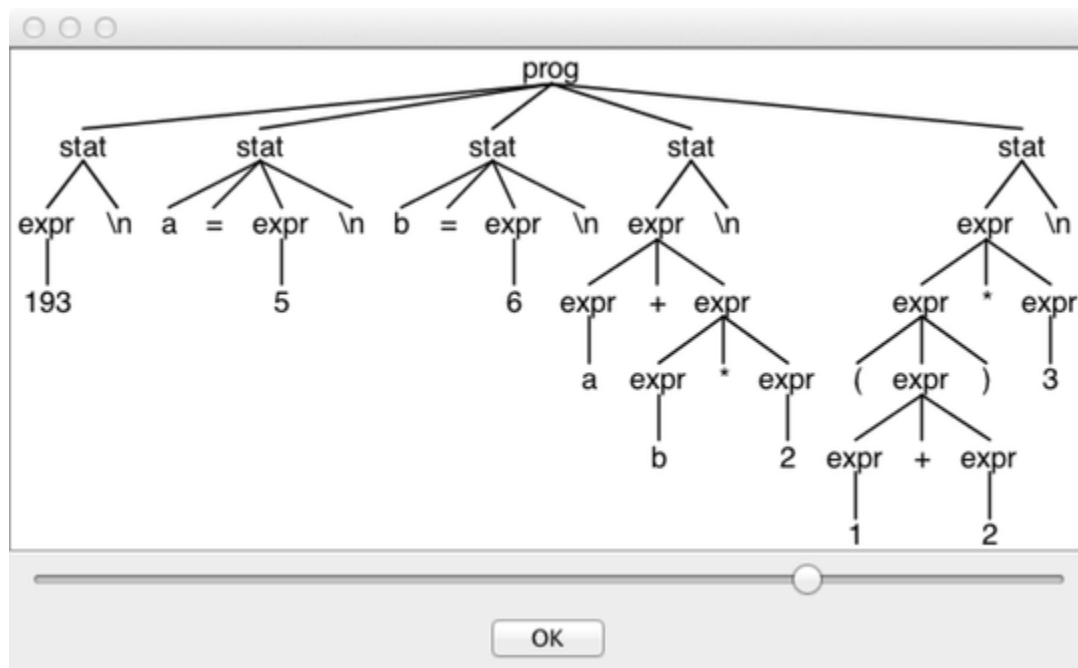 prog
stat stat stat stat stat
expr \n a = expr \n b = expr \n expr \n expr \n
193 5 6 expr + expr expr * expr
a expr * expr ( expr ) 3
b 2 expr + expr
1 2
OK